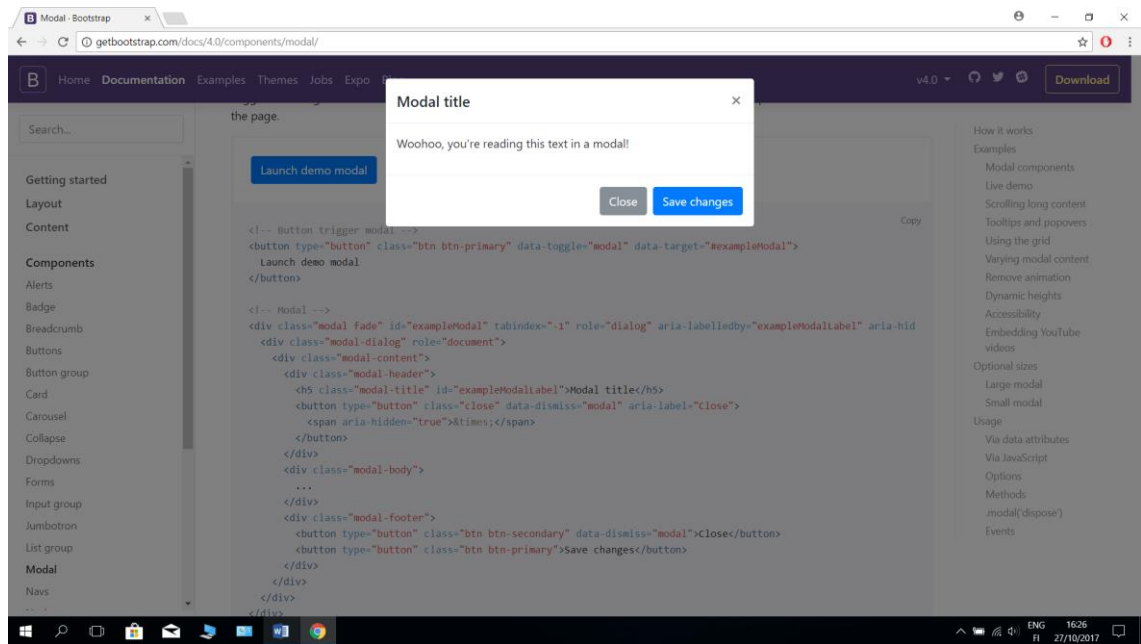 Modal · Bootstrap
getbootstrap.com/docs/4.0/components/modal/
B Home Documentation Examples Themes Jobs Expo
v4.0 Download
Search...
Getting started
Layout
Content
Components
Alerts
Badge
Breadcrumb
Buttons
Button group
Card
Carousel
Collapse
Dropdowns
Forms
Input group
Jumbotron
List group
Modal
Navs
the page.
Launch demo modal
Modal title ×
Woohoo, you're reading this text in a modal!
Close Save changes
Copy
<!-- Button trigger modal -->
<button type="button" class="btn btn-primary" data-toggle="modal" data-target="#exampleModal">
Launch demo modal
</button>
<!-- Modal -->
<div class="modal fade" id="exampleModal" tabindex="-1" role="dialog" aria-labelledby="exampleModalLabel" aria-hid
<div class="modal-dialog" role="document">
<div class="modal-content">
<div class="modal-header">
<h5 class="modal-title" id="exampleModalLabel">Modal title</h5>
<button type="button" class="close" data-dismiss="modal" aria-label="Close">
<span aria-hidden="true">&times;</span>
</button>
</div>
<div class="modal-body">
...
</div>
<div class="modal-footer">
<button type="button" class="btn btn-secondary" data-dismiss="modal">Close</button>
<button type="button" class="btn btn-primary">Save changes</button>
</div>
</div>
</div>
</div>
How it works
Examples
Modal components
Live demo
Scrolling long content
Tooltips and popovers
Using the grid
Varying modal content
Remove animation
Dynamic heights
Accessibility
Embedding YouTube
videos
Optional sizes
Large modal
Small modal
Usage
Via data attributes
Via JavaScript
Options
Methods
.modal('dispose')
Events
ENG 16:26
FI 27/10/2017